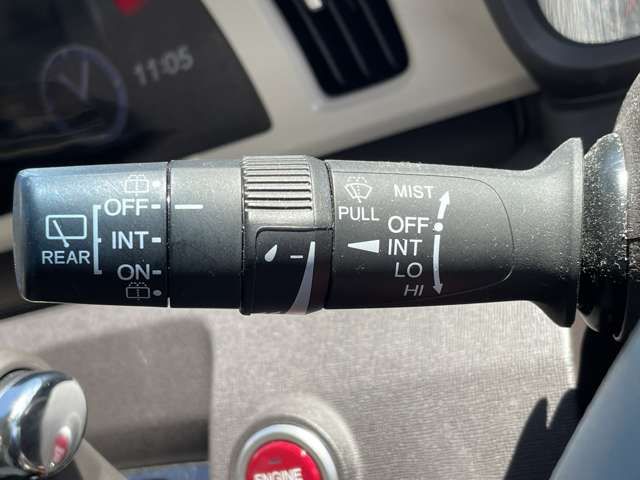 11:05
OFF
INT
ON
REAR
PULL
MIST
OFF
INT
LO
HI
ENGINE